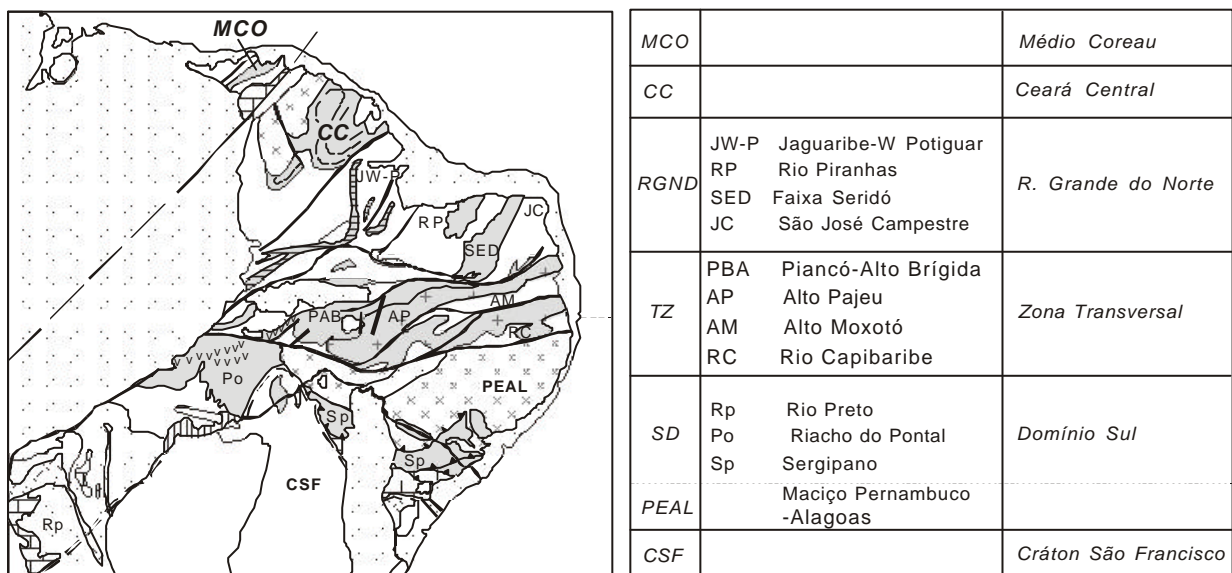 MCO
CC
JW-P
RP
JC
SED
PAB
AP
AM
RC
Po
PEAL
Sp
Sp
CSF
Rp
MCO Médio Coreau
CC Ceará Central
JW-P Jaguaribe-W Potiguar
RP Rio Piranhas
RGND R. Grande do Norte
SED Faixa Seridó
JC São José Campestre
PBA Piancó-Alto Brígida
AP Alto Pajeu
TZ Zona Transversal
AM Alto Moxotó
RC Rio Capibaribe
Rp Rio Preto
SD Po Riacho do Pontal Domínio Sul
Sp Sergipano
Maciço Pernambuco
PEAL -Alagoas
CSF Cráton São Francisco